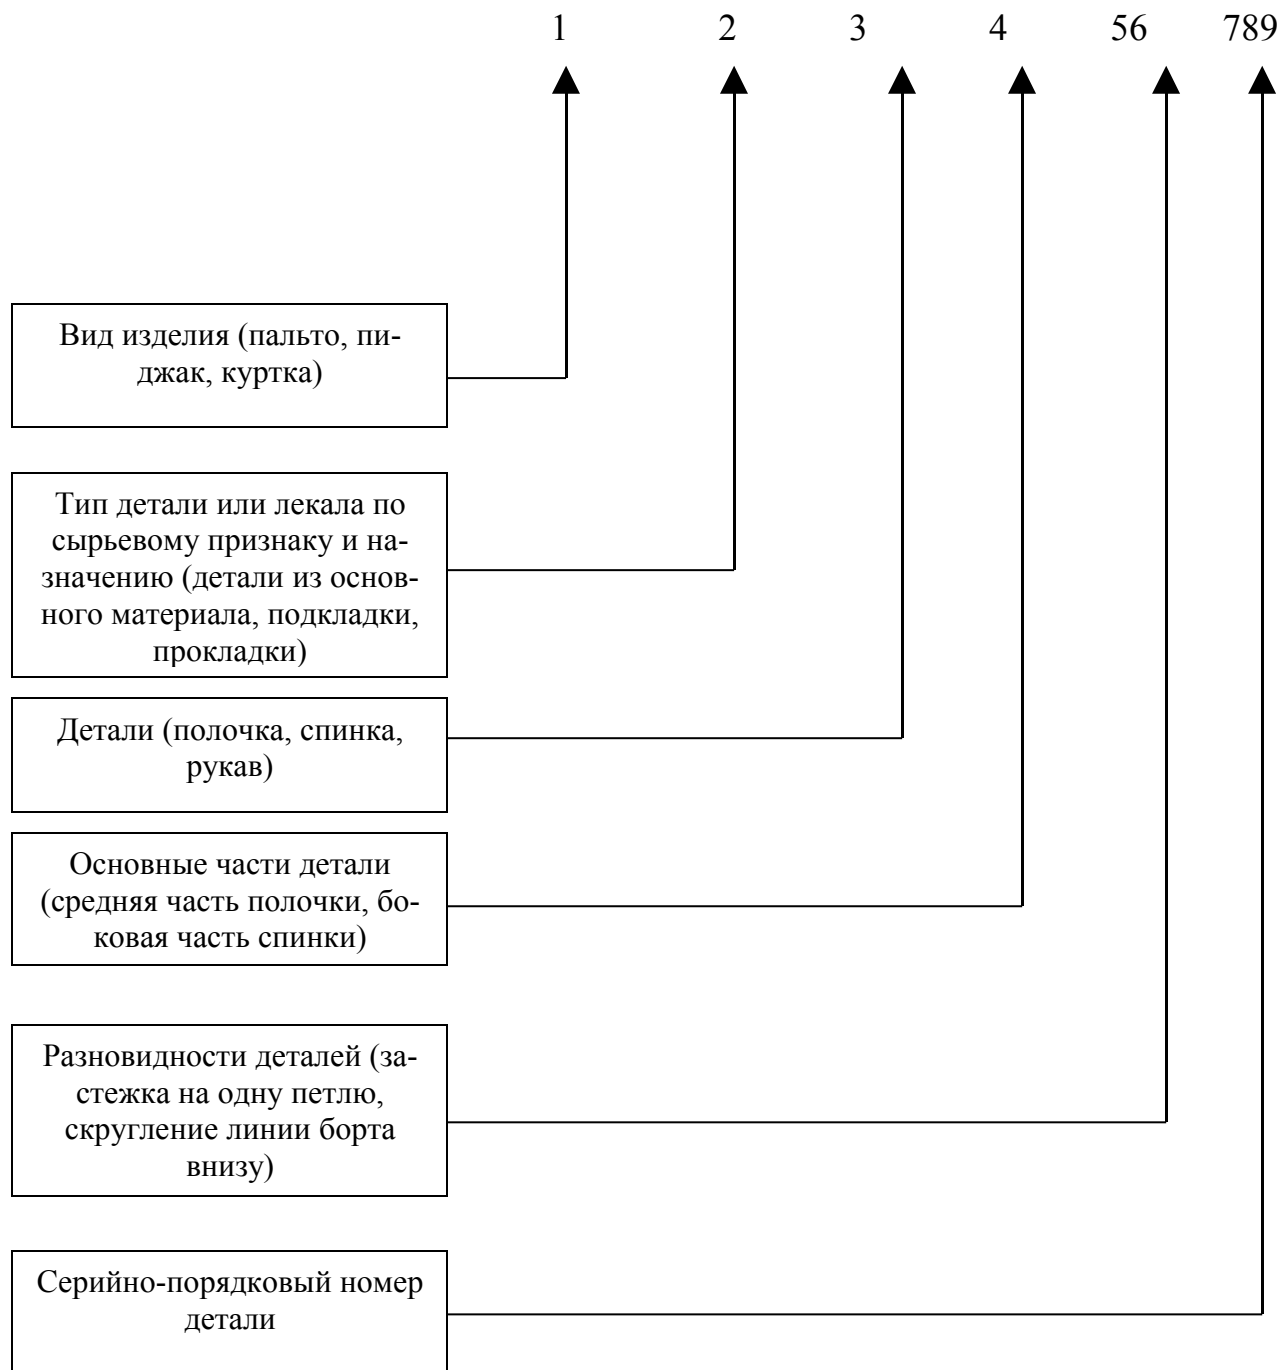 1 2 3 4 56 789
Вид изделия (пальто, пи-
джак, куртка)
Тип детали или лекала по
сырьевому признаку и на-
значению (детали из основ-
ного материала, подкладки,
прокладки)
Детали (полочка, спинка,
рукав)
Основные части детали
(средняя часть полочки, бо-
ковая часть спинки)
Разновидности деталей (за-
стежка на одну петлю,
скругление линии борта
внизу)
Серийно-порядковый номер
детали